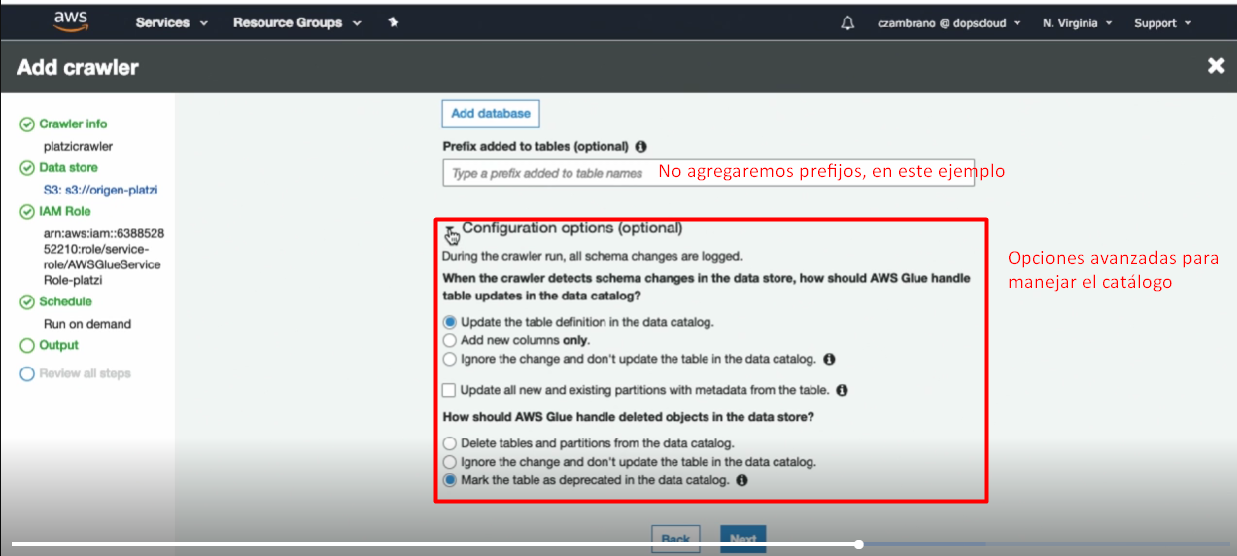 aws
Services
Resource Groups
czambrano @ dopsdcloud
N. Virginia
Support
Add crawler
Crawler info
platzicrawler
Data store
S3: s3://origen-platzi
IAM Role
arn:aws:iam::6388528
52210:role/service-
role/AWSGlueService
Role-platzi
Schedule
Run on demand
Output
Review all steps
Add database
Prefix added to tables (optional)
Type a prefix added to table names
No agregaremos prefijos, en este ejemplo
Configuration options (optional)
During the crawler run, all schema changes are logged.
When the crawler detects schema changes in the data store, how should AWS Glue handle
table updates in the data catalog?
Update the table definition in the data catalog.
Add new columns only.
Ignore the change and don't update the table in the data catalog.
Update all new and existing partitions with metadata from the table.
How should AWS Glue handle deleted objects in the data store?
Delete tables and partitions from the data catalog.
Ignore the change and don't update the table in the data catalog.
Mark the table as deprecated in the data catalog.
Opciones avanzadas para
manejar el catálogo
Back
Next